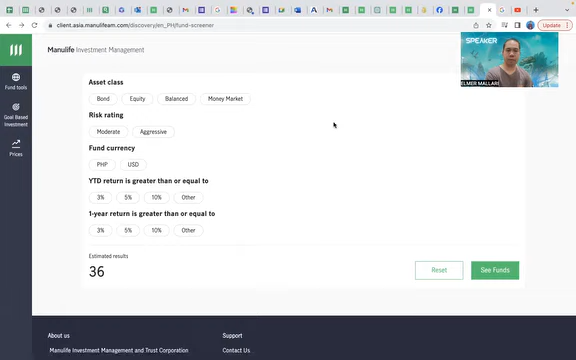 client.asia.manulifeam.com/discovery/en_PH/fund-screener
Update
Manulife Investment Management
SPEAKER
ELMER MALLARI
Fund tools
Goal Based
Investment
Prices
Asset class
Bond Equity Balanced Money Market
Risk rating
Moderate Aggressive
Fund currency
PHP USD
YTD return is greater than or equal to
3% 5% 10% Other
1-year return is greater than or equal to
3% 5% 10% Other
Estimated results
36
Reset See Funds
About us Support
Manulife Investment Management and Trust Corporation Contact Us